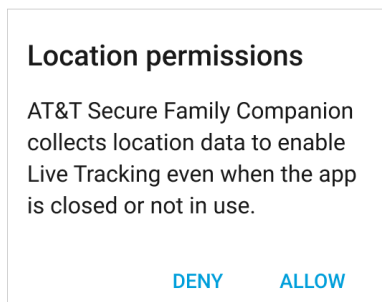 Location permissions
AT&T Secure Family Companion
collects location data to enable
Live Tracking even when the app
is closed or not in use.
DENY ALLOW